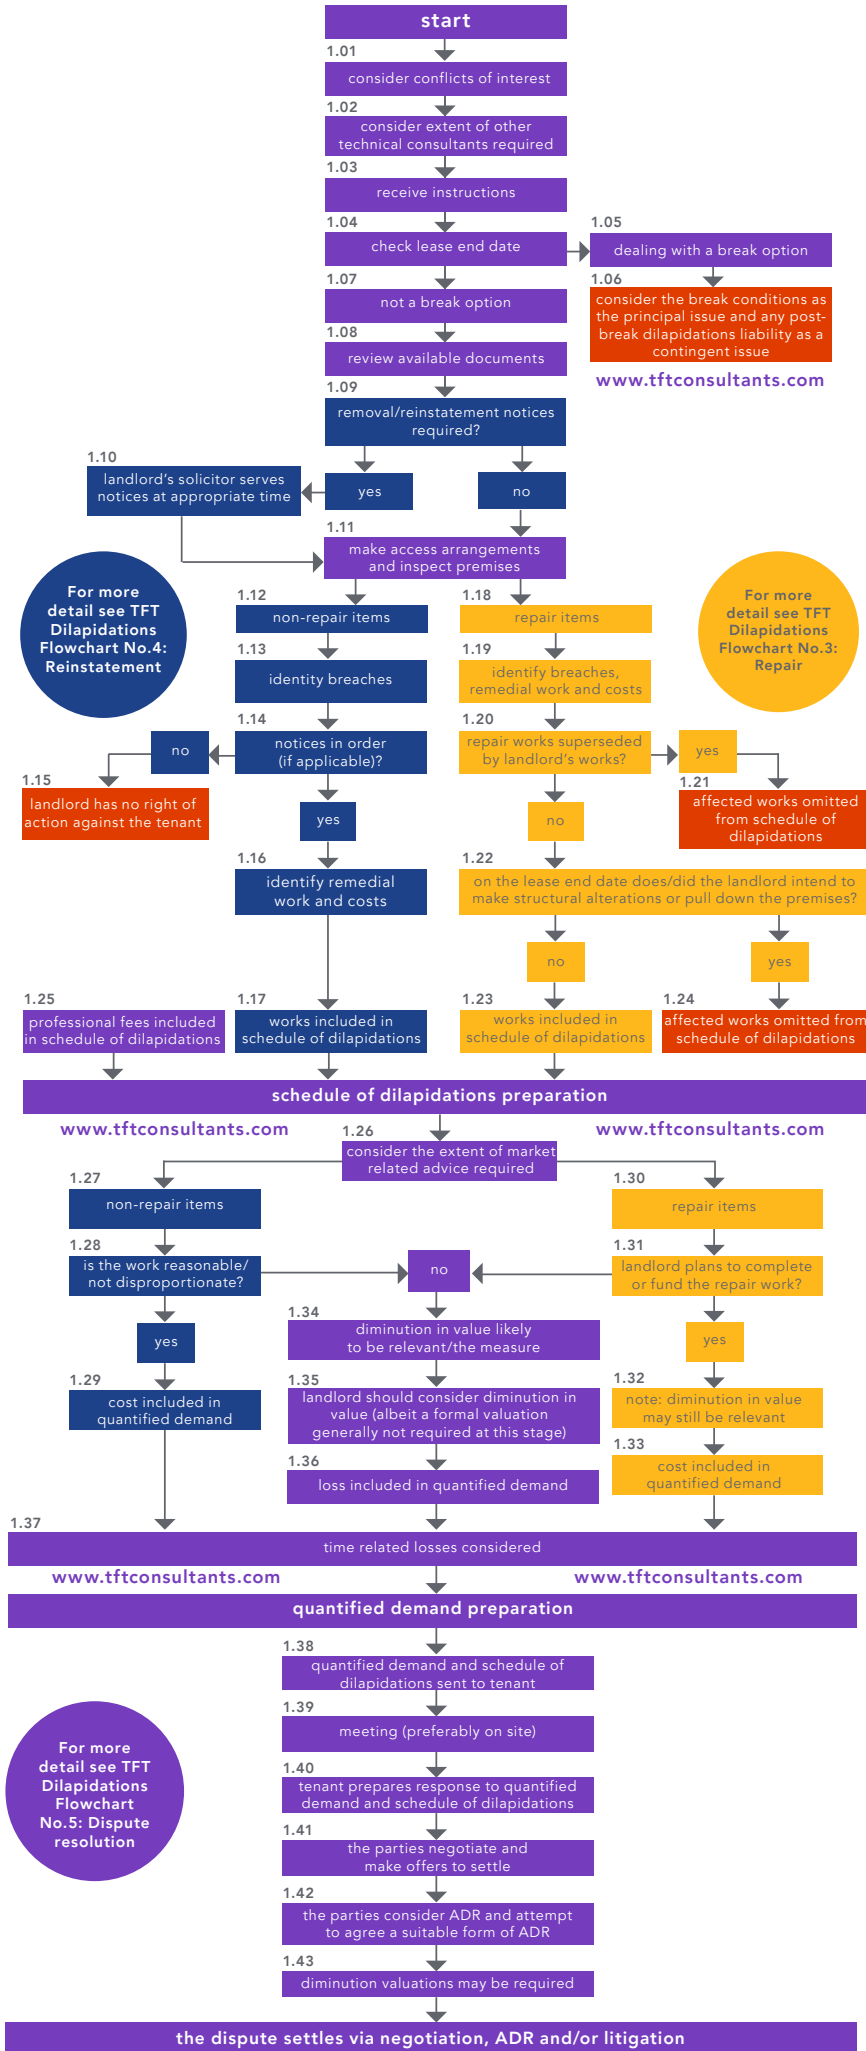 start
1.01
consider conflicts of interest
1.02
consider extent of other
technical consultants required
1.03
receive instructions
1.04
check lease end date
1.05
dealing with a break option
1.06
consider the break conditions as
the principal issue and any post-
break dilapidations liability as a
contingent issue
www.tftconsultants.com
1.07
not a break option
1.08
review available documents
1.09
removal/reinstatement notices
required?
yes
no
1.10
landlord's solicitor serves
notices at appropriate time
1.11
make access arrangements
and inspect premises
For more
detail see TFT
Dilapidations
Flowchart No.4:
Reinstatement
For more
detail see TFT
Dilapidations
Flowchart No.3:
Repair
1.12
non-repair items
1.13
identity breaches
1.14
notices in order
(if applicable)?
no
1.15
landlord has no right of
action against the tenant
yes
1.16
identify remedial
work and costs
1.17
works included in
schedule of dilapidations
1.18
repair items
1.19
identify breaches,
remedial work and costs
1.20
repair works superseded
by landlord's works?
yes
1.21
affected works omitted
from schedule of
dilapidations
no
1.22
on the lease end date does/did the landlord intend to
make structural alterations or pull down the premises?
no
yes
1.23
works included in
schedule of dilapidations
1.24
affected works omitted from
schedule of dilapidations
1.25
professional fees included
in schedule of dilapidations
schedule of dilapidations preparation
www.tftconsultants.com
www.tftconsultants.com
1.26
consider the extent of market
related advice required
1.27
non-repair items
1.28
is the work reasonable/
not disproportionate?
yes
1.29
cost included in
quantified demand
no
1.30
repair items
1.31
landlord plans to complete
or fund the repair work?
yes
1.32
note: diminution in value
may still be relevant
1.33
cost included in
quantified demand
1.34
diminution in value likely
to be relevant/the measure
1.35
landlord should consider diminution in
value (albeit a formal valuation
generally not required at this stage)
1.36
loss included in quantified demand
1.37
time related losses considered
www.tftconsultants.com
www.tftconsultants.com
quantified demand preparation
1.38
quantified demand and schedule of
dilapidations sent to tenant
1.39
meeting (preferably on site)
1.40
tenant prepares response to quantified
demand and schedule of dilapidations
1.41
the parties negotiate and
make offers to settle
1.42
the parties consider ADR and attempt
to agree a suitable form of ADR
1.43
diminution valuations may be required
For more
detail see TFT
Dilapidations
Flowchart
No.5: Dispute
resolution
the dispute settles via negotiation, ADR and/or litigation